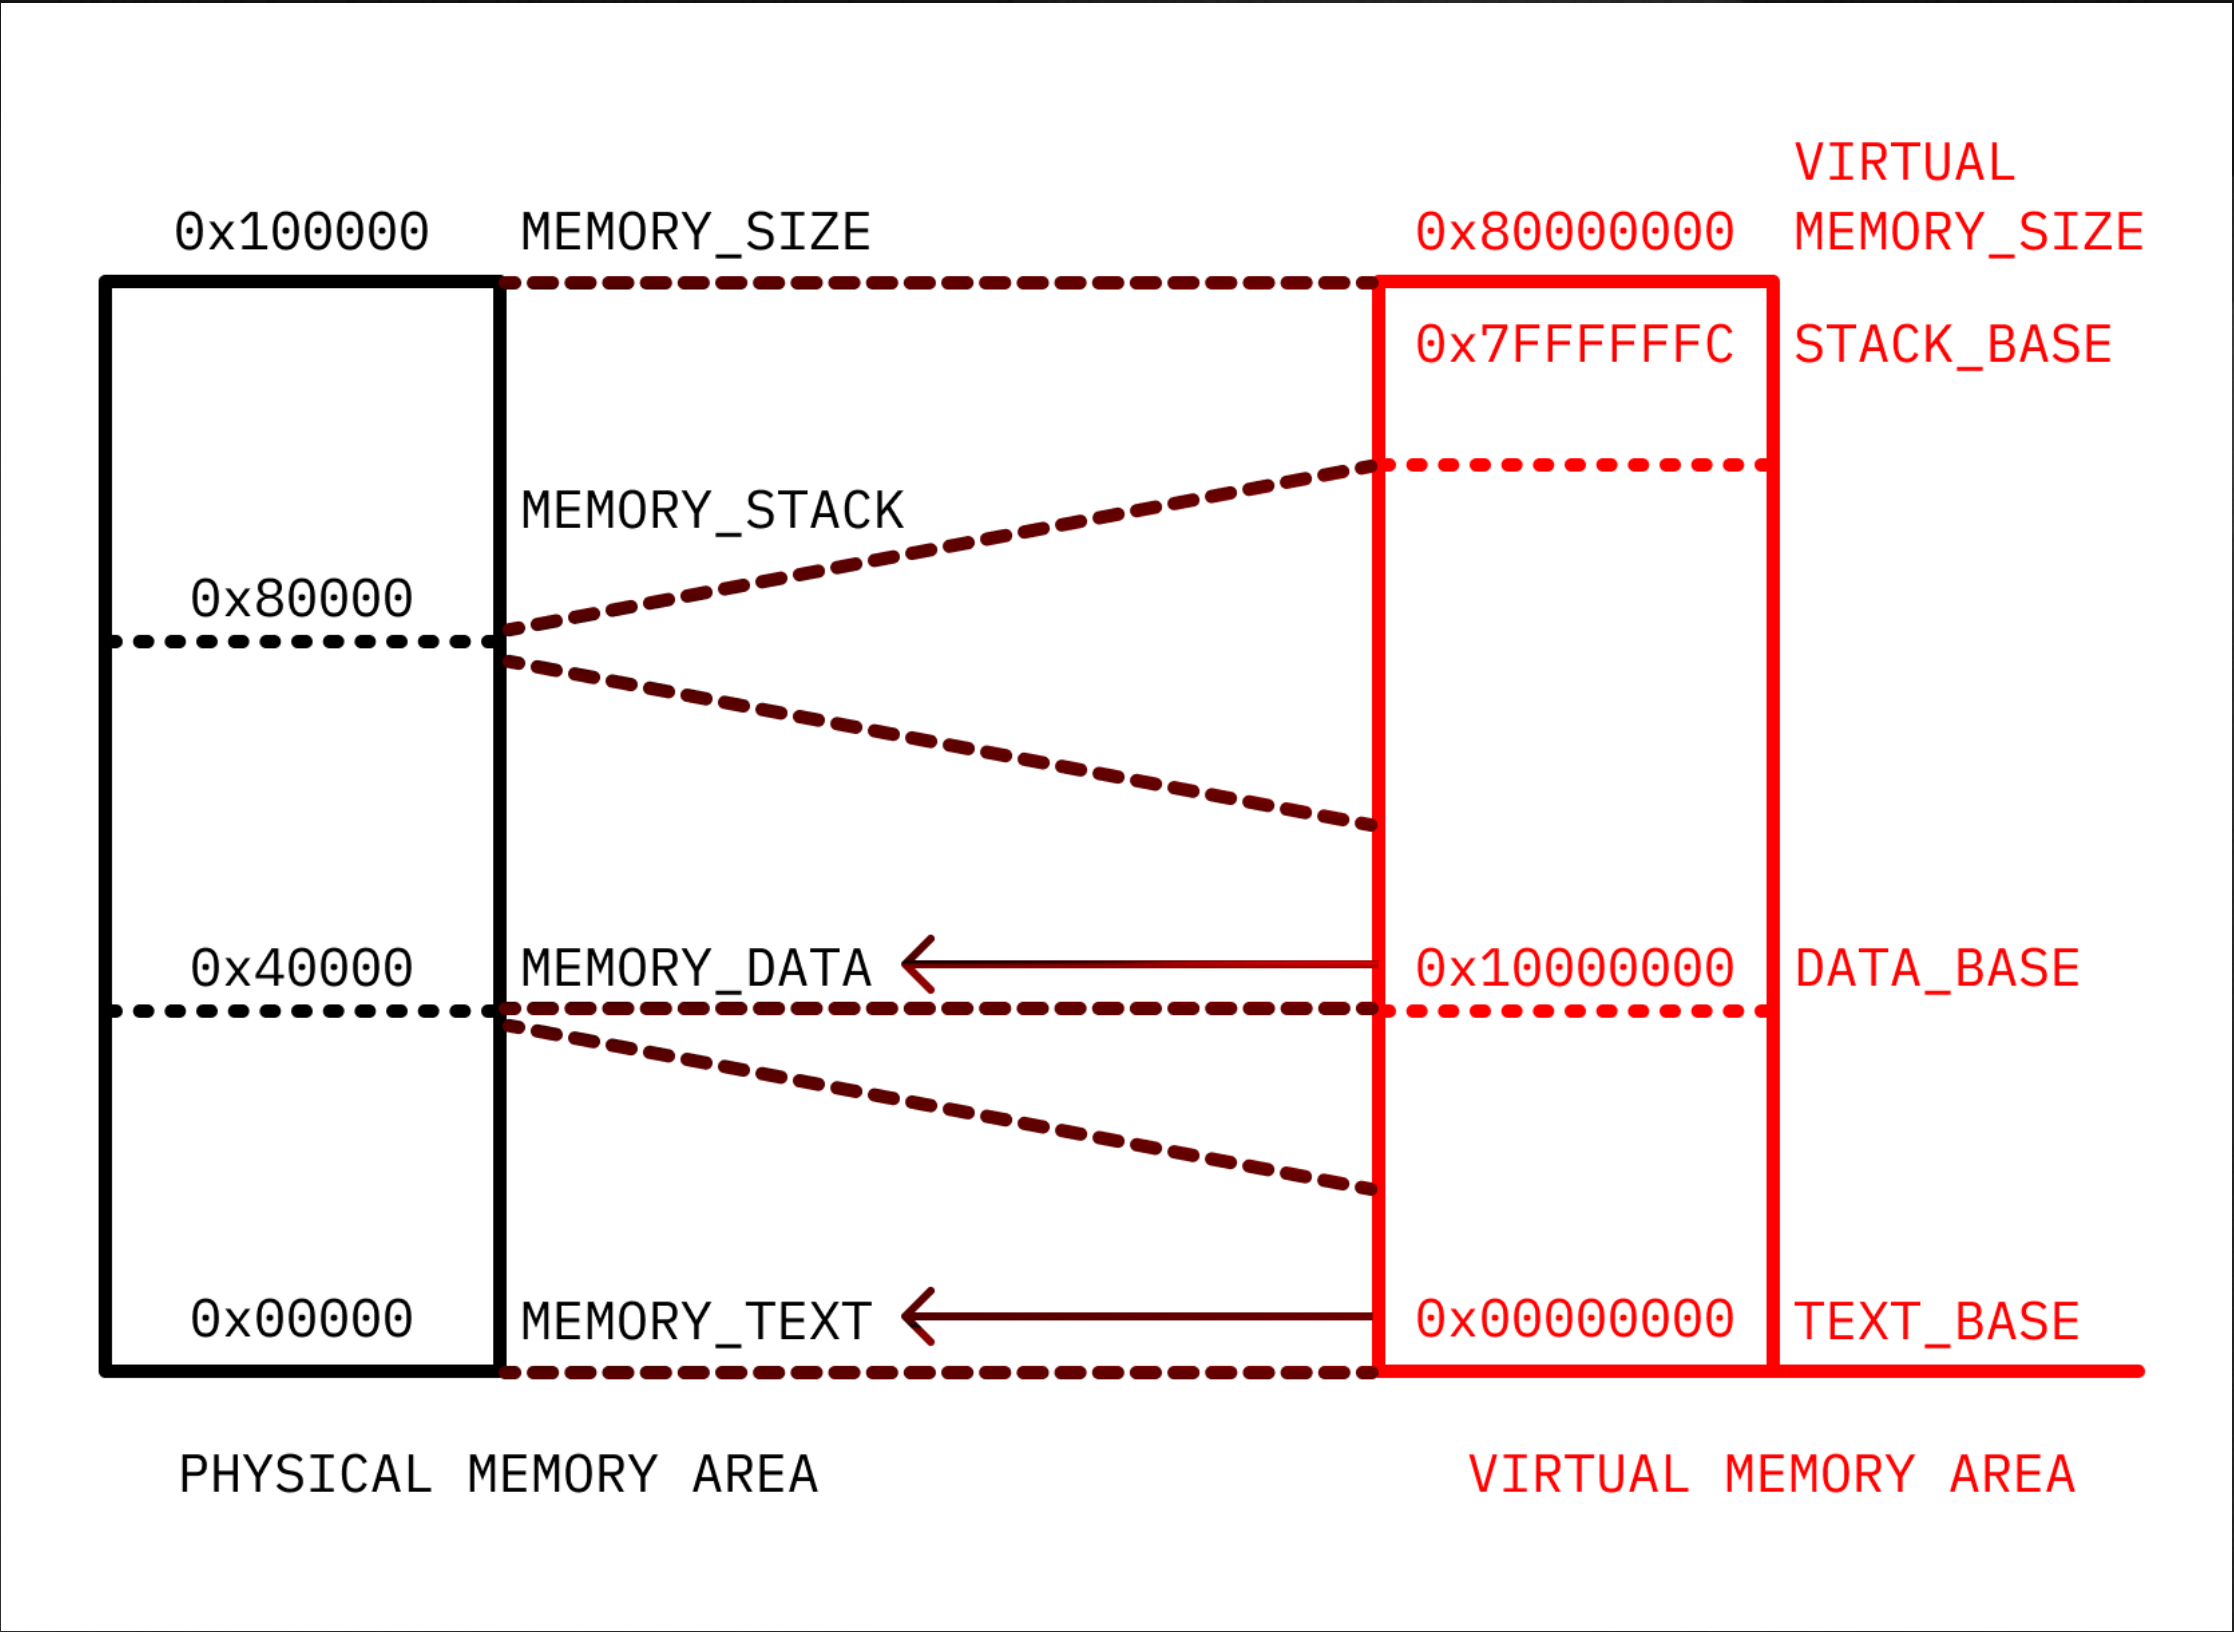 VIRTUAL
0x100000 MEMORY_SIZE 0x80000000 MEMORY_SIZE
0x7FFFFFFC STACK_BASE
MEMORY_STACK
0x80000
0x40000 MEMORY_DATA 0x10000000 DATA_BASE
0x00000 MEMORY_TEXT 0x00000000 TEXT_BASE
PHYSICAL MEMORY AREA VIRTUAL MEMORY AREA